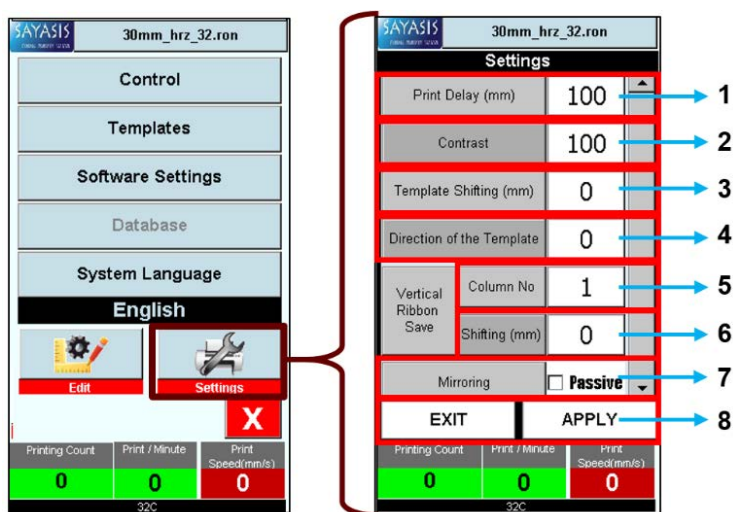 SAYASIS
30mm_hrz_32.ron
Control
Templates
Software Settings
Database
System Language
English
Edit
Settings
X
Printing Count
Print / Minute
Print
Speed(mm/s)
0
0
0
32C
SAYASIS
30mm_hrz_32.ron
Settings
Print Delay (mm)
100
1
Contrast
100
2
Template Shifting (mm)
0
3
Direction of the Template
0
4
Vertical
Ribbon
Save
Column No
1
5
Shifting (mm)
0
6
Mirroring
Passive
7
EXIT
APPLY
8
Printing Count
Print / Minute
Print
Speed(mm/s)
0
0
0
32C